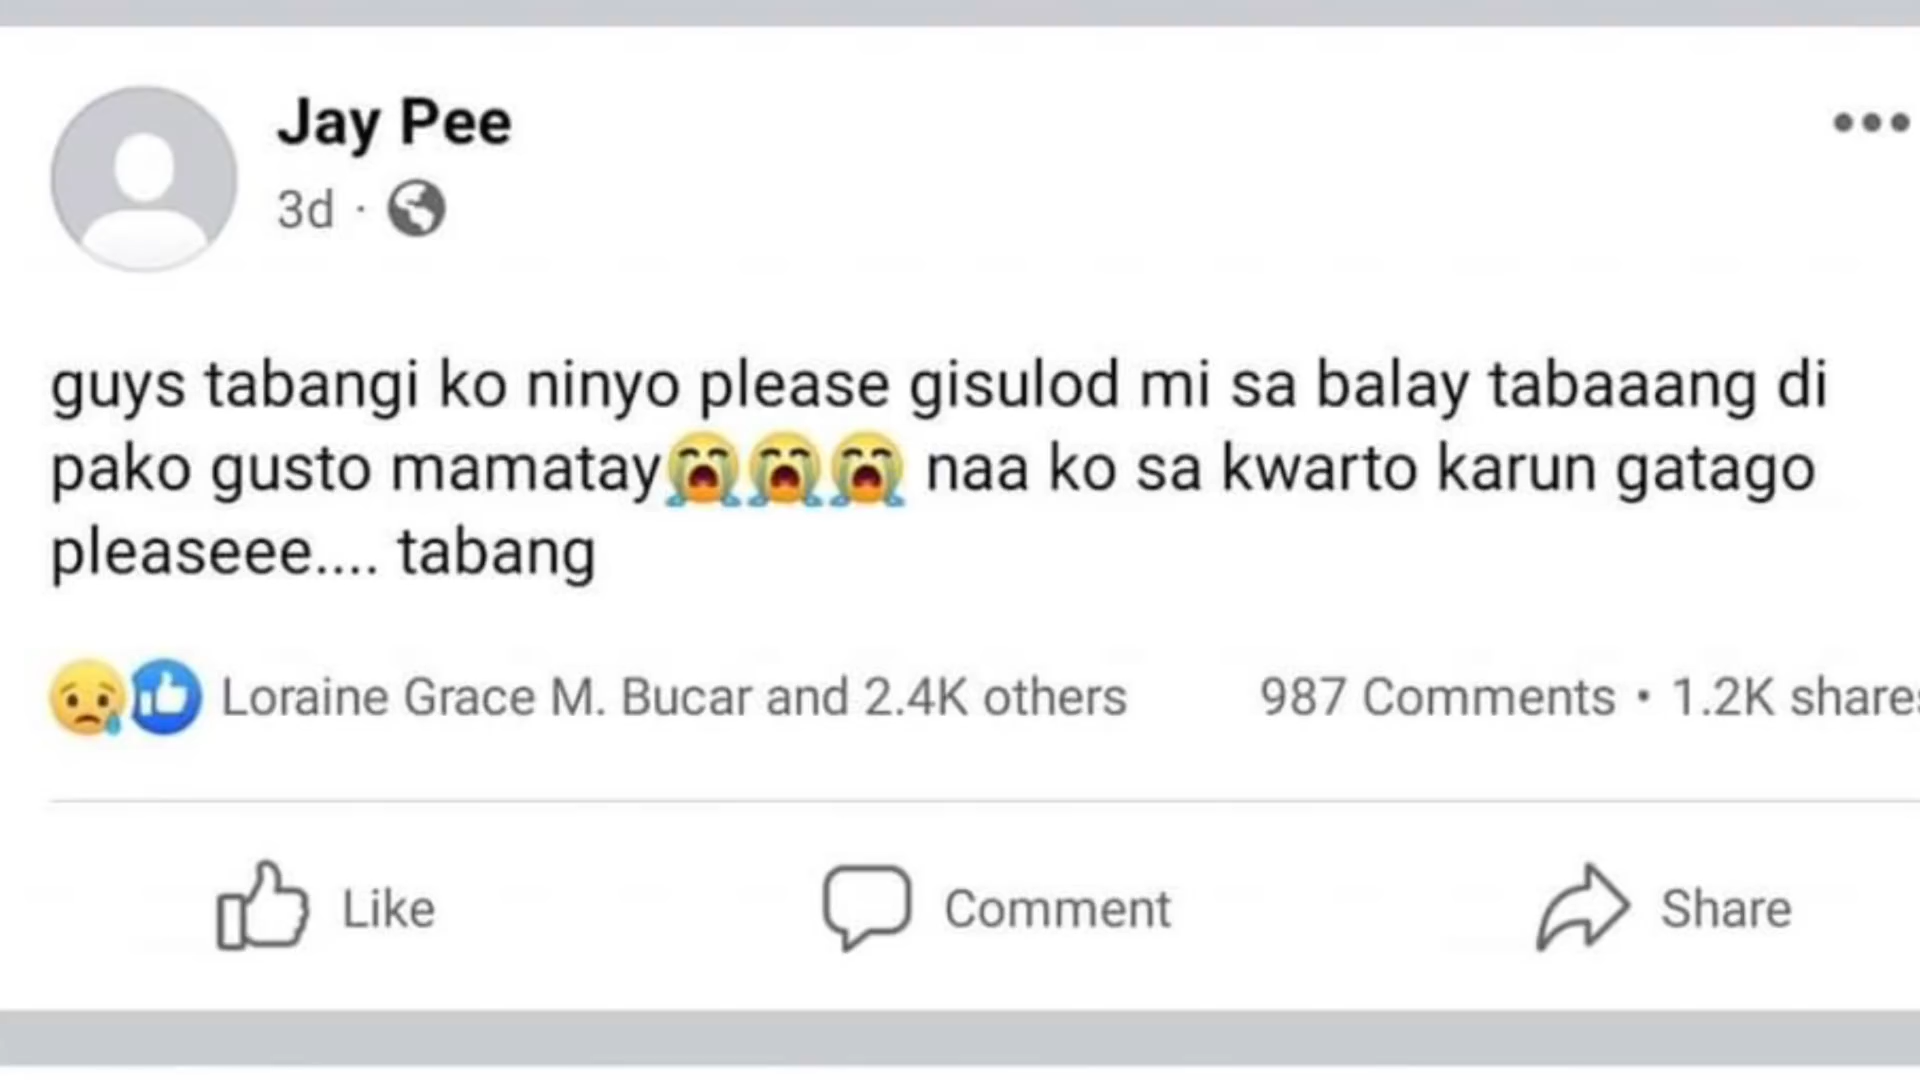 Jay Pee
3d ·
guys tabangi ko ninyo please gisulod mi sa balay tabaaang di
pako gusto mamatay😭😭😭 naa ko sa kwarto karun gatago
pleaseee.... tabang
Loraine Grace M. Bucar and 2.4K others 987 Comments • 1.2K shares
Like Comment Share